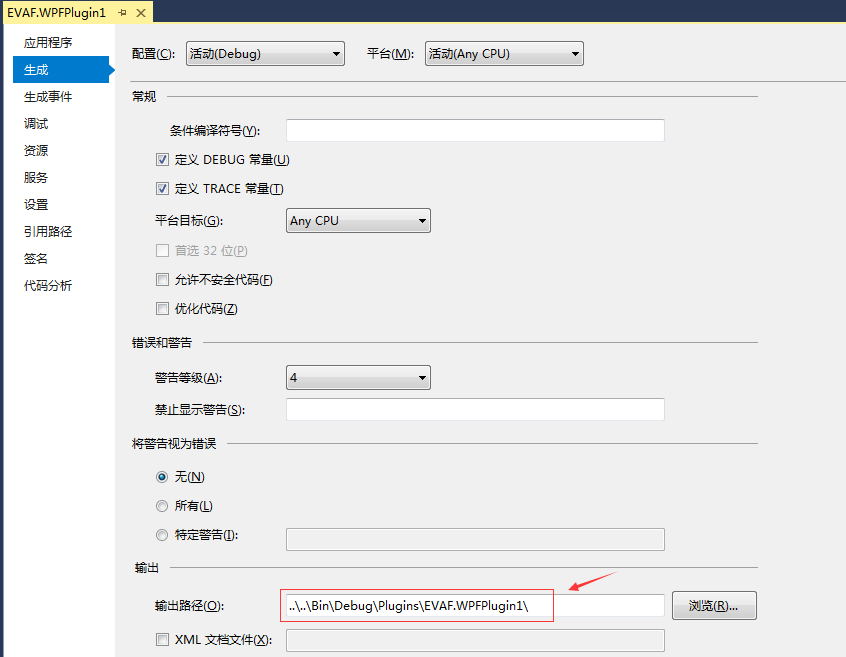 EVAF.WPFPlugin1
应用程序
生成
生成事件
调试
资源
服务
设置
引用路径
签名
代码分析
配置(C): 活动(Debug) 平台(M): 活动(Any CPU)
常规
条件编译符号(Y):
定义 DEBUG 常量(U)
定义 TRACE 常量(T)
平台目标(G): Any CPU
首选 32 位(P)
允许不安全代码(F)
优化代码(Z)
错误和警告
警告等级(A): 4
禁止显示警告(S):
将警告视为错误
无(N)
所有(L)
特定警告(I):
输出
输出路径(O): ..\..\Bin\Debug\Plugins\EVAF.WPFPlugin1\ 浏览(R)...
XML 文档文件(X):